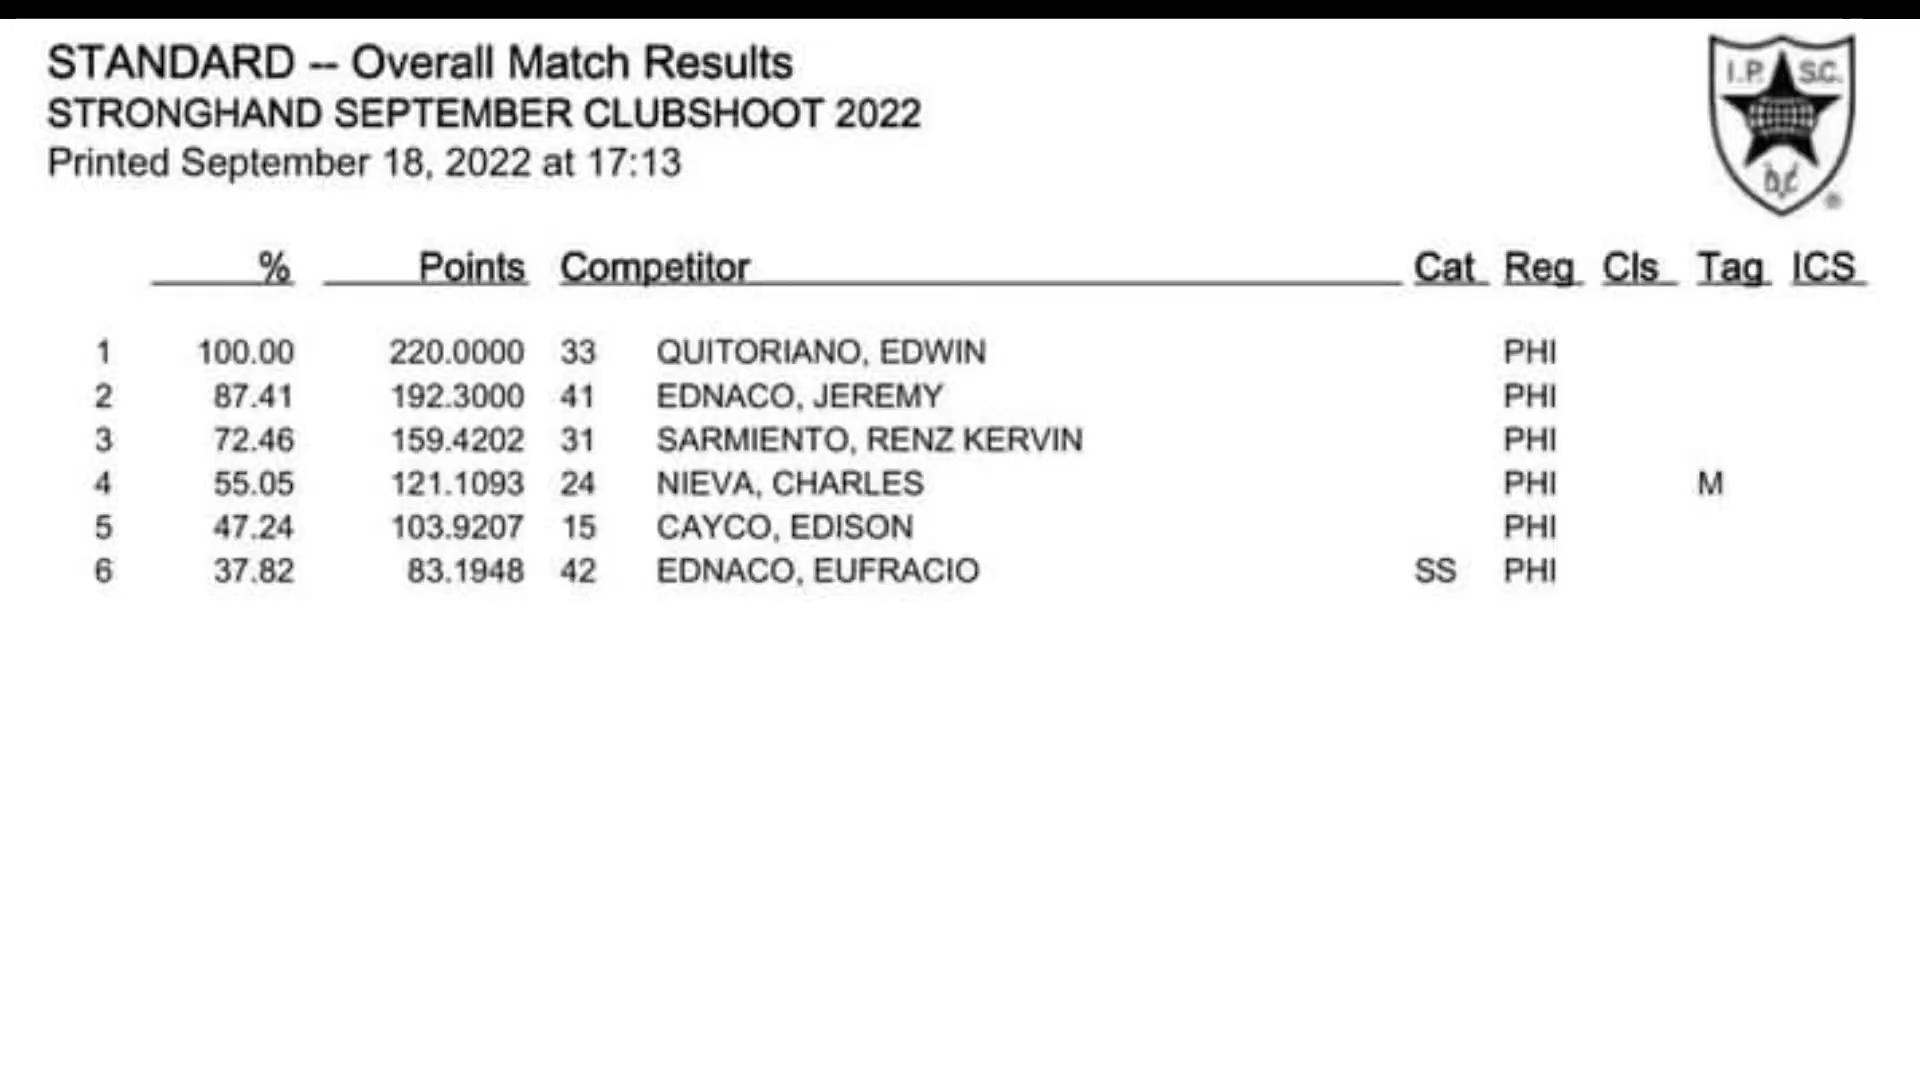 STANDARD -- Overall Match Results
STRONGHAND SEPTEMBER CLUBSHOOT 2022
Printed September 18, 2022 at 17:13
I.P. S.C.
D.V.C.
®
% Points Competitor Cat Reg Cls Tag ICS
1 100.00 220.0000 33 QUITORIANO, EDWIN PHI
2 87.41 192.3000 41 EDNACO, JEREMY PHI
3 72.46 159.4202 31 SARMIENTO, RENZ KERVIN PHI
4 55.05 121.1093 24 NIEVA, CHARLES PHI M
5 47.24 103.9207 15 CAYCO, EDISON PHI
6 37.82 83.1948 42 EDNACO, EUFRACIO SS PHI